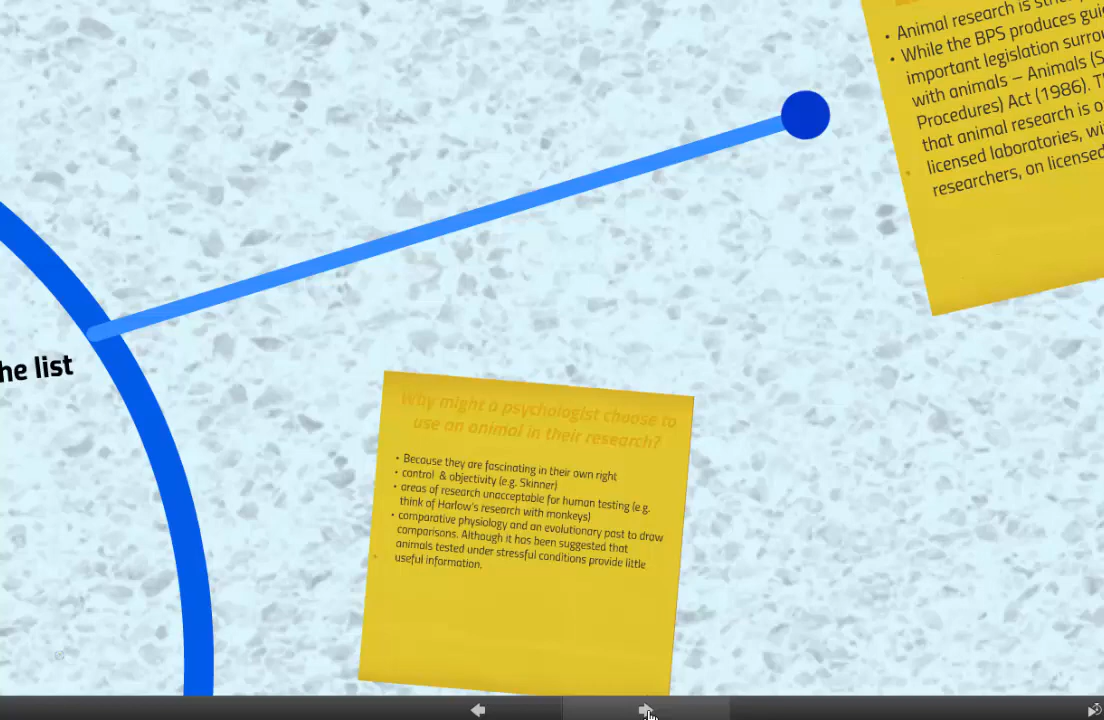 • Animal research is
• While the BPS produces
important legislation
with animals – Animals
Procedures) Act (1986).
that animal research is
licensed laboratories,
researchers, on licensed
he list
Why might a psychologist choose to
use an animal in their research?
• Because they are fascinating in their own right
• control & objectivity (e.g. Skinner)
• areas of research unacceptable for human testing (e.g.
think of Harlow's research with monkeys)
• comparative physiology and an evolutionary past to draw
comparisons. Although it has been suggested that
animals tested under stressful conditions provide little
useful information.